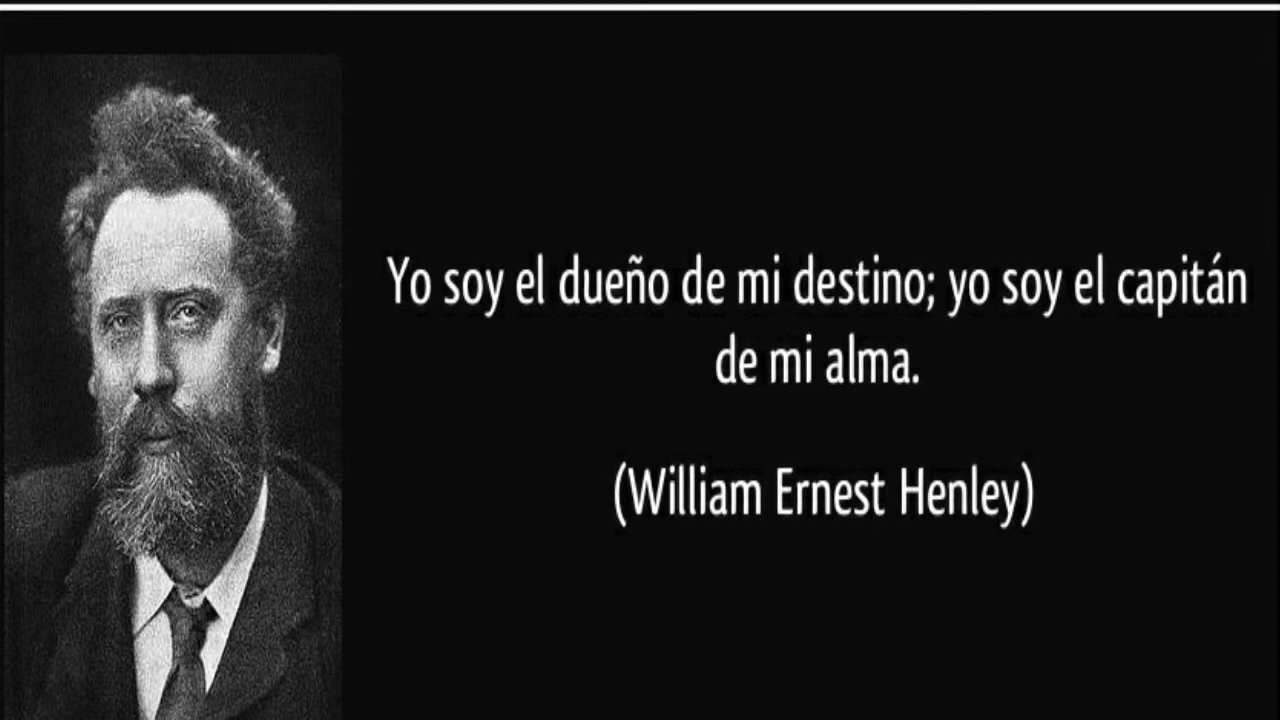 Yo soy el dueño de mi destino; yo soy el capitán
de mi alma.
(William Ernest Henley)